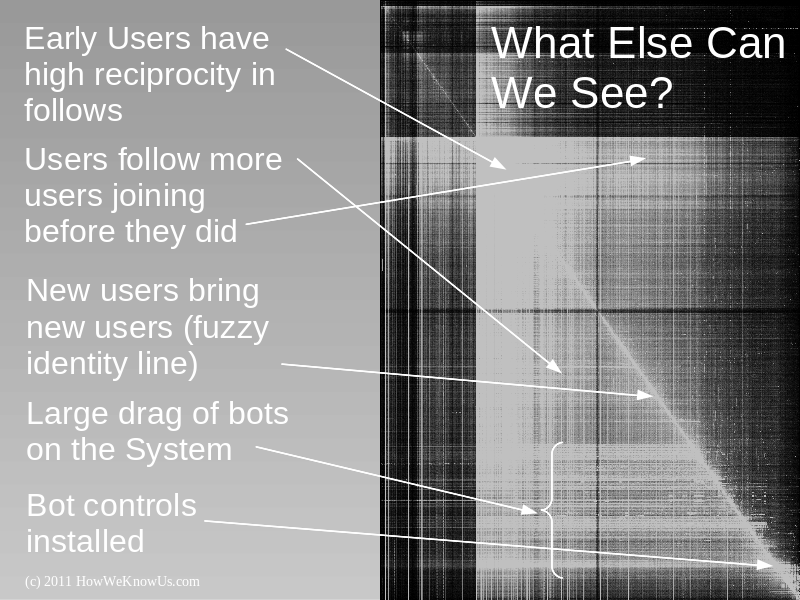 What Else Can
We See?
Early Users have
high reciprocity in
follows
Users follow more
users joining
before they did
New users bring
new users (fuzzy
identity line)
Large drag of bots
on the System
Bot controls
installed
(c) 2011 HowWeKnowUs.com